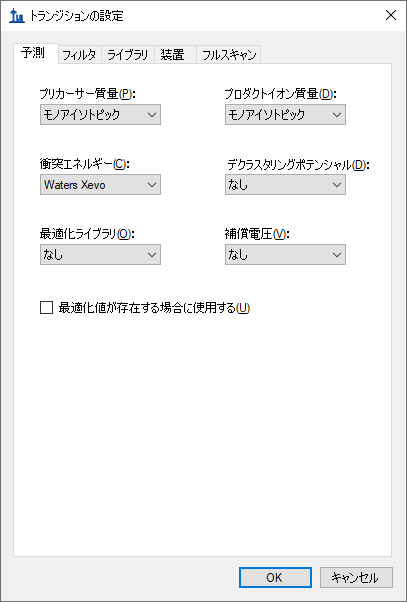 トランジションの設定
予測 フィルタ ライブラリ 装置 フルスキャン
プリカーサー質量(P): プロダクトイオン質量(D):
モノアイソトピック モノアイソトピック
衝突エネルギー(C): デクラスタリングポテンシャル(D):
Waters Xevo なし
最適化ライブラリ(O): 補償電圧(V):
なし なし
最適化値が存在する場合に使用する(U)
OK キャンセル